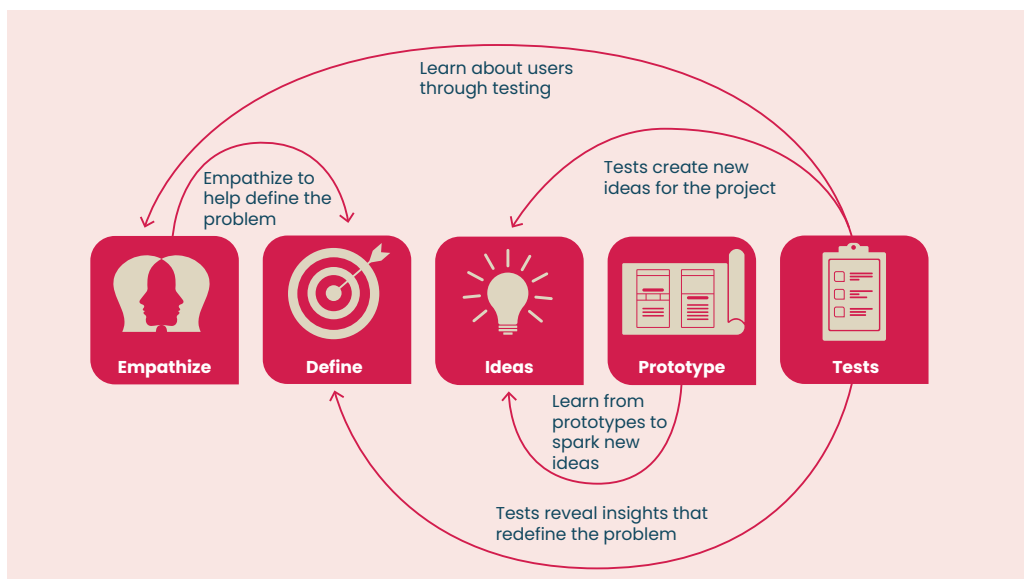 Learn about users
through testing
Tests create new
ideas for the project
Empathize to
help define the
problem
Empathize
Define
Ideas
Prototype
Tests
Learn from
prototypes to
spark new
ideas
Tests reveal insights that
redefine the problem